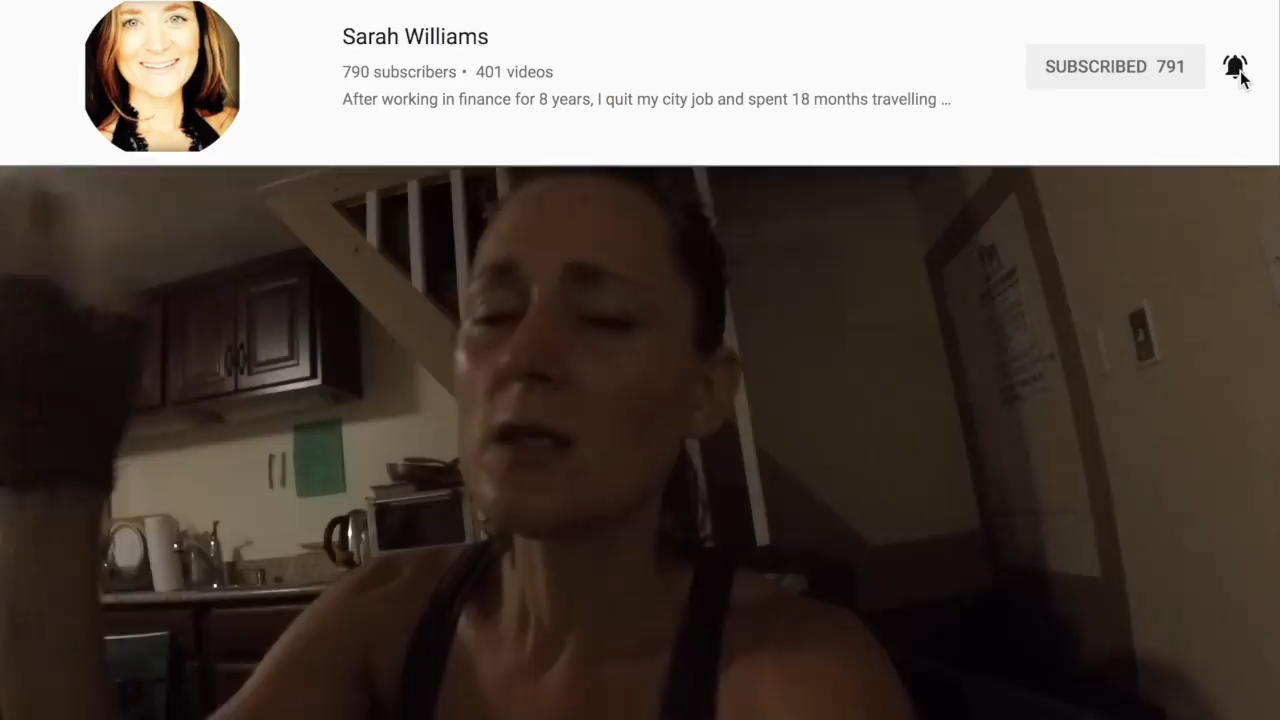 Sarah Williams
790 subscribers • 401 videos
SUBSCRIBED 791
After working in finance for 8 years, I quit my city job and spent 18 months travelling ...